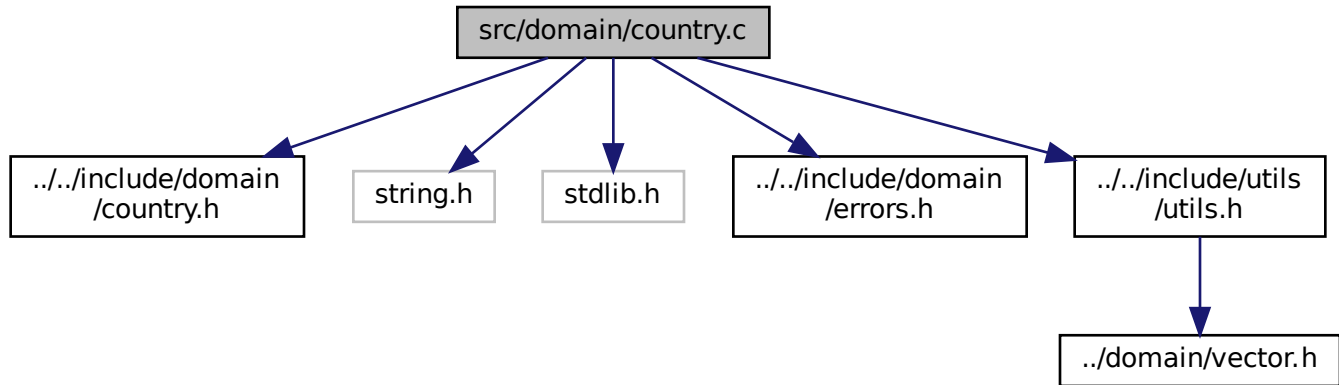 src/domain/country.c
../../include/domain
/country.h
string.h
stdlib.h
../../include/domain
/errors.h
../../include/utils
/utils.h
../domain/vector.h